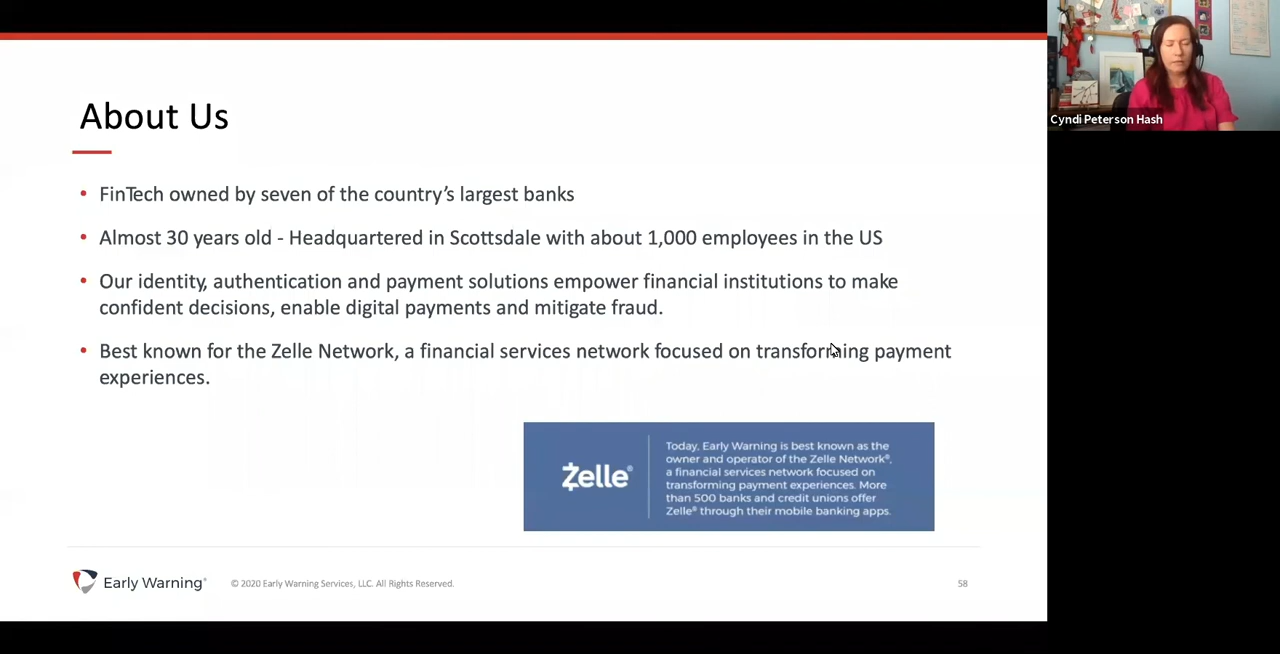 About Us
• FinTech owned by seven of the country's largest banks
• Almost 30 years old - Headquartered in Scottsdale with about 1,000 employees in the US
• Our identity, authentication and payment solutions empower financial institutions to make
confident decisions, enable digital payments and mitigate fraud.
• Best known for the Zelle Network, a financial services network focused on transforming payment
experiences.
Zelle®
Today, Early Warning is best known as the
owner and operator of the Zelle Network®,
a financial services network focused on
transforming payment experiences. More
than 500 banks and credit unions offer
Zelle® through their mobile banking apps.
Early Warning®
© 2020 Early Warning Services, LLC. All Rights Reserved.
58
Cyndi Peterson Hash